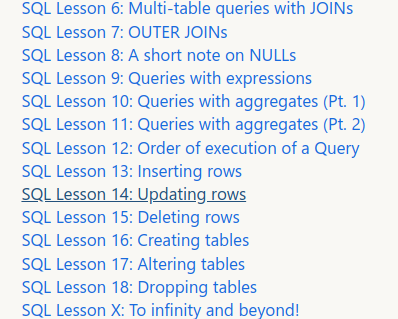 SQL Lesson 6: Multi-table queries with JOINs
SQL Lesson 7: OUTER JOINs
SQL Lesson 8: A short note on NULLs
SQL Lesson 9: Queries with expressions
SQL Lesson 10: Queries with aggregates (Pt. 1)
SQL Lesson 11: Queries with aggregates (Pt. 2)
SQL Lesson 12: Order of execution of a Query
SQL Lesson 13: Inserting rows
SQL Lesson 14: Updating rows
SQL Lesson 15: Deleting rows
SQL Lesson 16: Creating tables
SQL Lesson 17: Altering tables
SQL Lesson 18: Dropping tables
SQL Lesson X: To infinity and beyond!